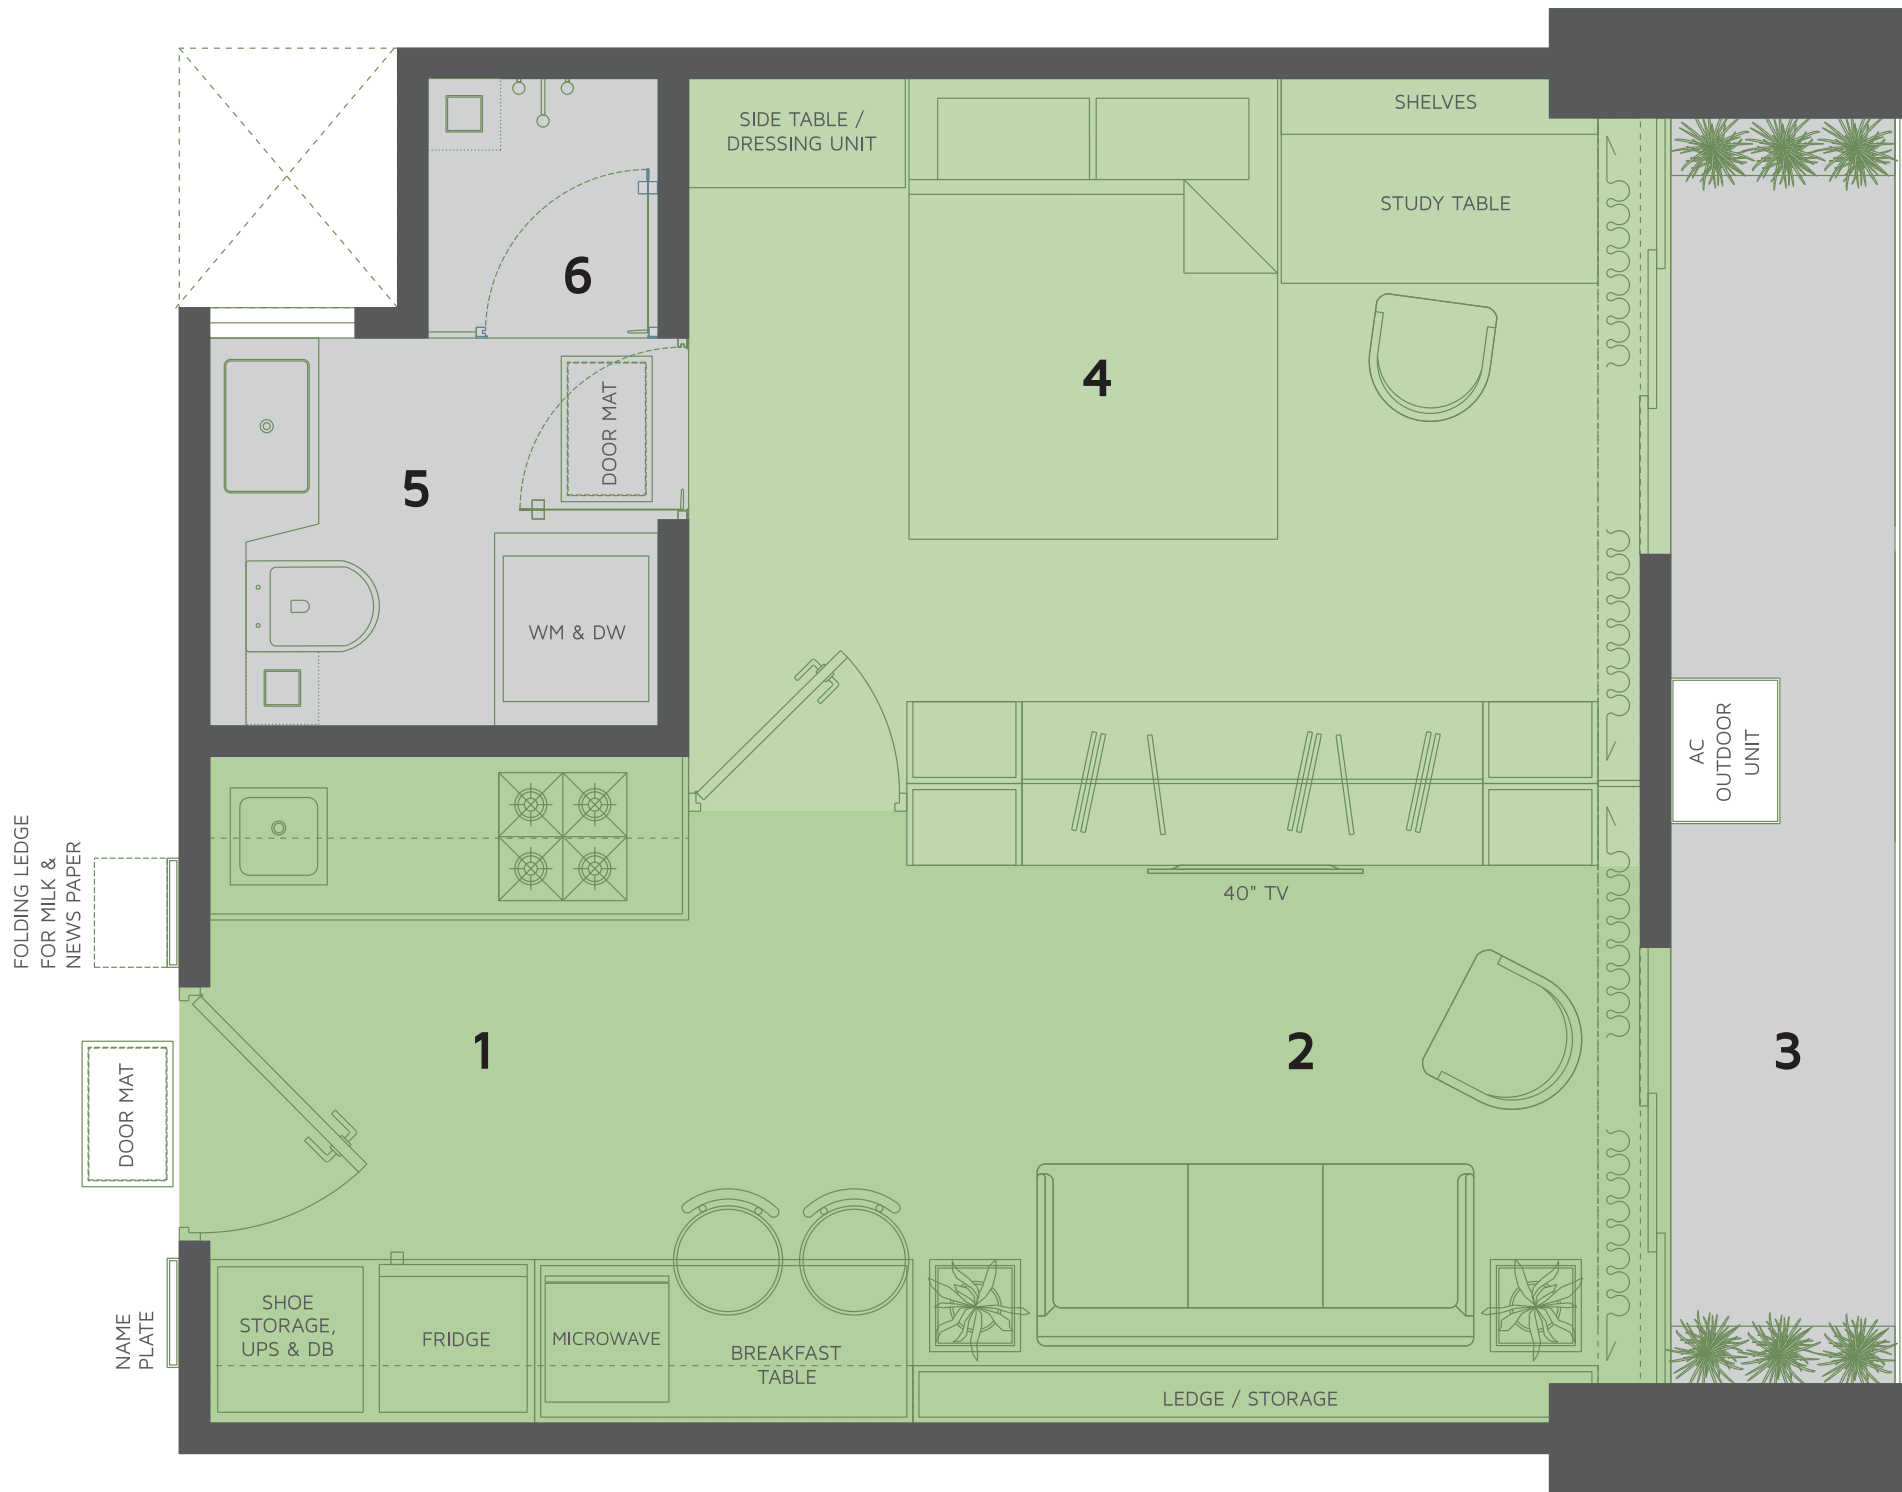 SIDE TABLE /
DRESSING UNIT
SHELVES
STUDY TABLE
6
4
DOOR MAT
5
WM & DW
AC
OUTDOOR
UNIT
FOLDING LEDGE
FOR MILK &
NEWS PAPER
40" TV
1
2
3
DOOR MAT
NAME
PLATE
SHOE
STORAGE,
UPS & DB
FRIDGE
MICROWAVE
BREAKFAST
TABLE
LEDGE / STORAGE